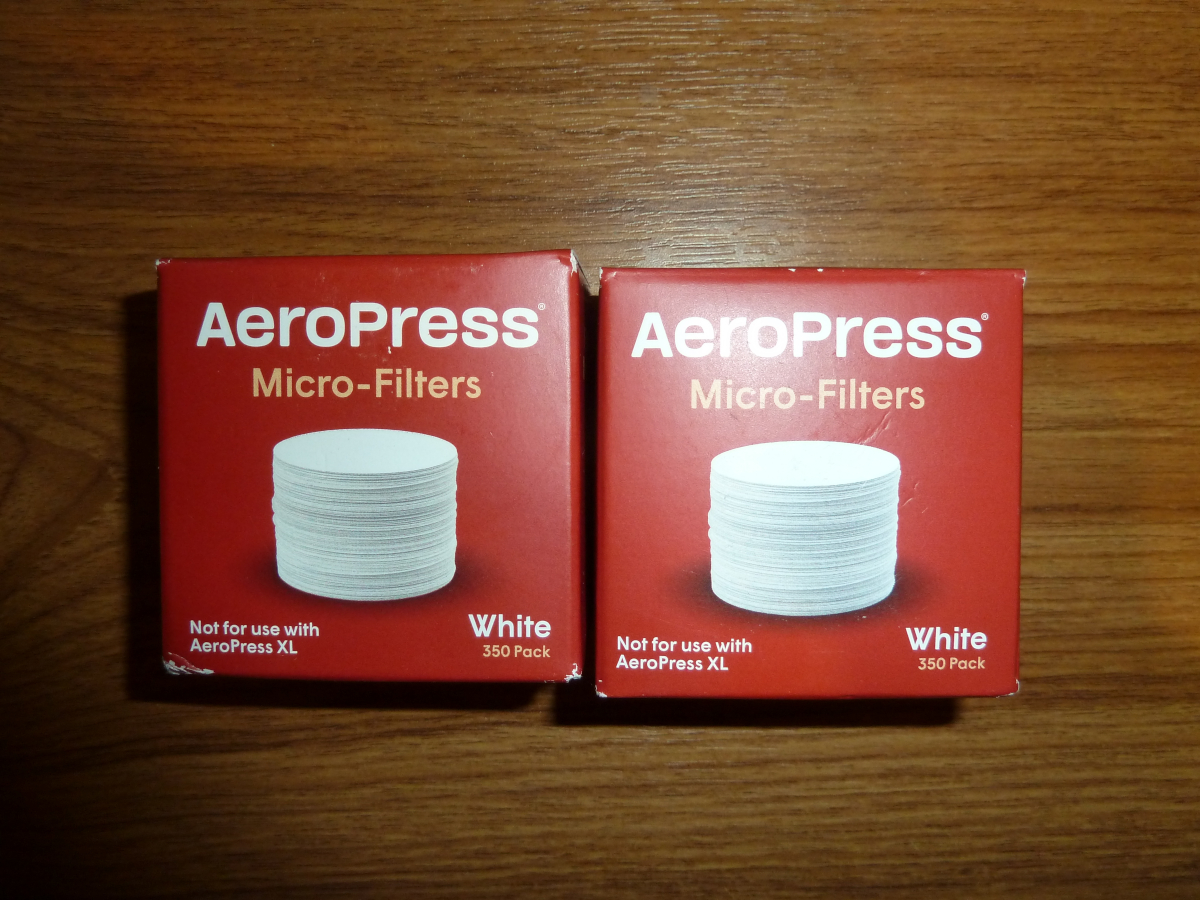 AeroPress®
Micro-Filters
Not for use with
AeroPress XL
White
350 Pack
AeroPress®
Micro-Filters
Not for use with
AeroPress XL
White
350 Pack